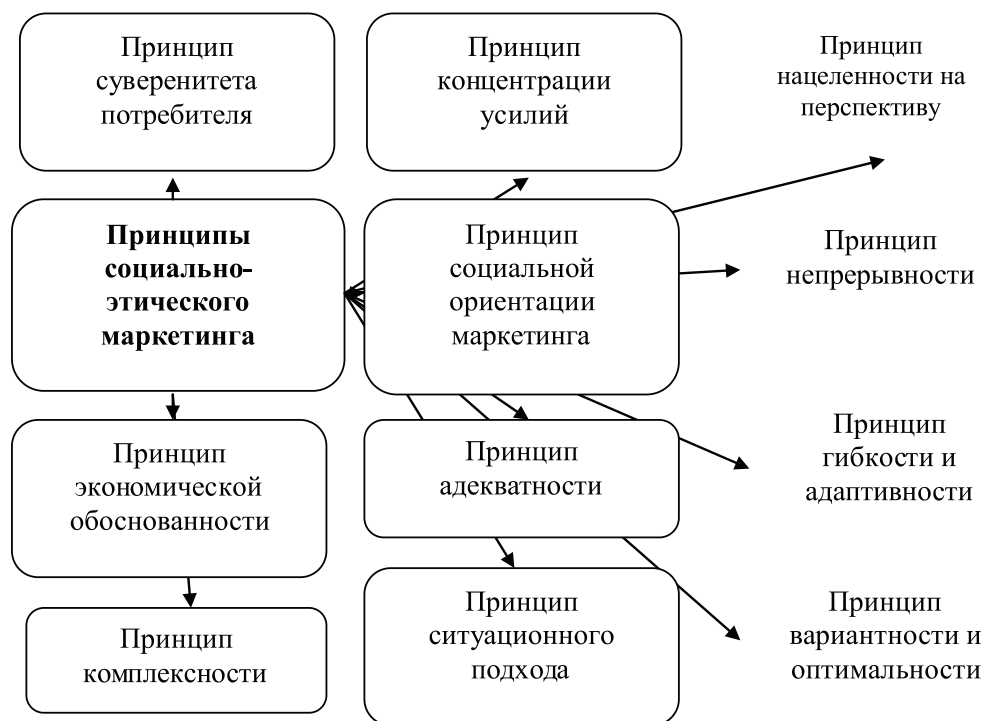 Принцип
суверенитета
потребителя
Принцип
концентрации
усилий
Принцип
нацеленности на
перспективу
Принципы
социально-
этического
маркетинга
Принцип
социальной
ориентации
маркетинга
Принцип
непрерывности
Принцип
экономической
обоснованности
Принцип
адекватности
Принцип
гибкости и
адаптивности
Принцип
комплексности
Принцип
ситуационного
подхода
Принцип
вариантности и
оптимальности